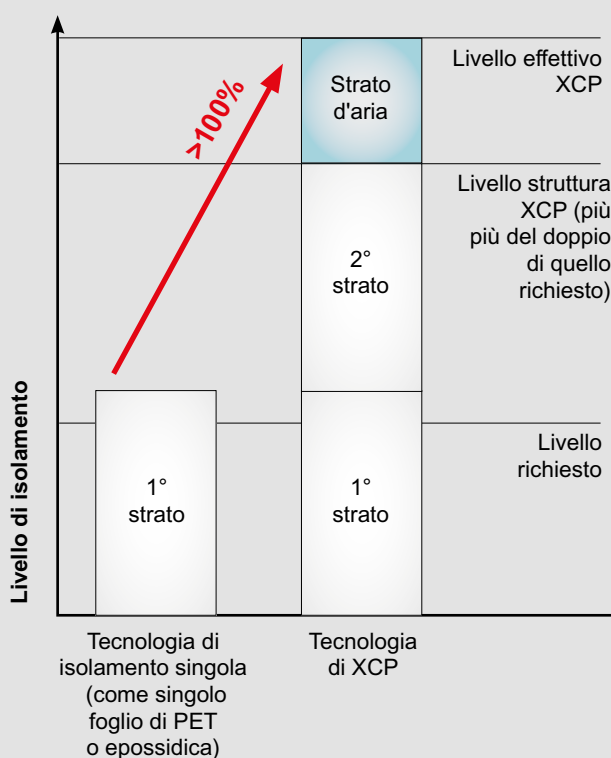 Livello effettivo
XCP
Strato
d'aria
>100%
Livello struttura
XCP (più
più del doppio
di quello
richiesto)
2°
strato
Livello di isolamento
Livello
richiesto
1°
strato
1°
strato
Tecnologia di
isolamento singola
(come singolo
foglio di PET
o epossidica)
Tecnologia
di XCP